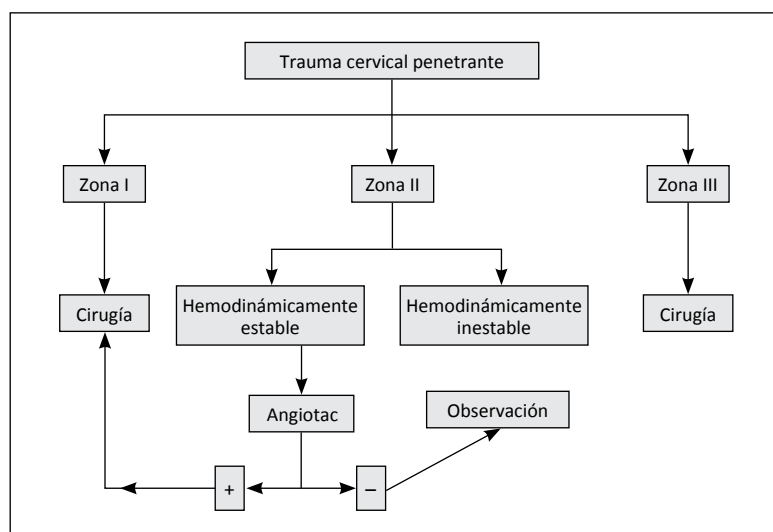 Trauma cervical penetrante
Zona I
Zona II
Zona III
Cirugía
Hemodinámicamente
estable
Hemodinámicamente
inestable
Cirugía
Angiotac
Observación
+
−